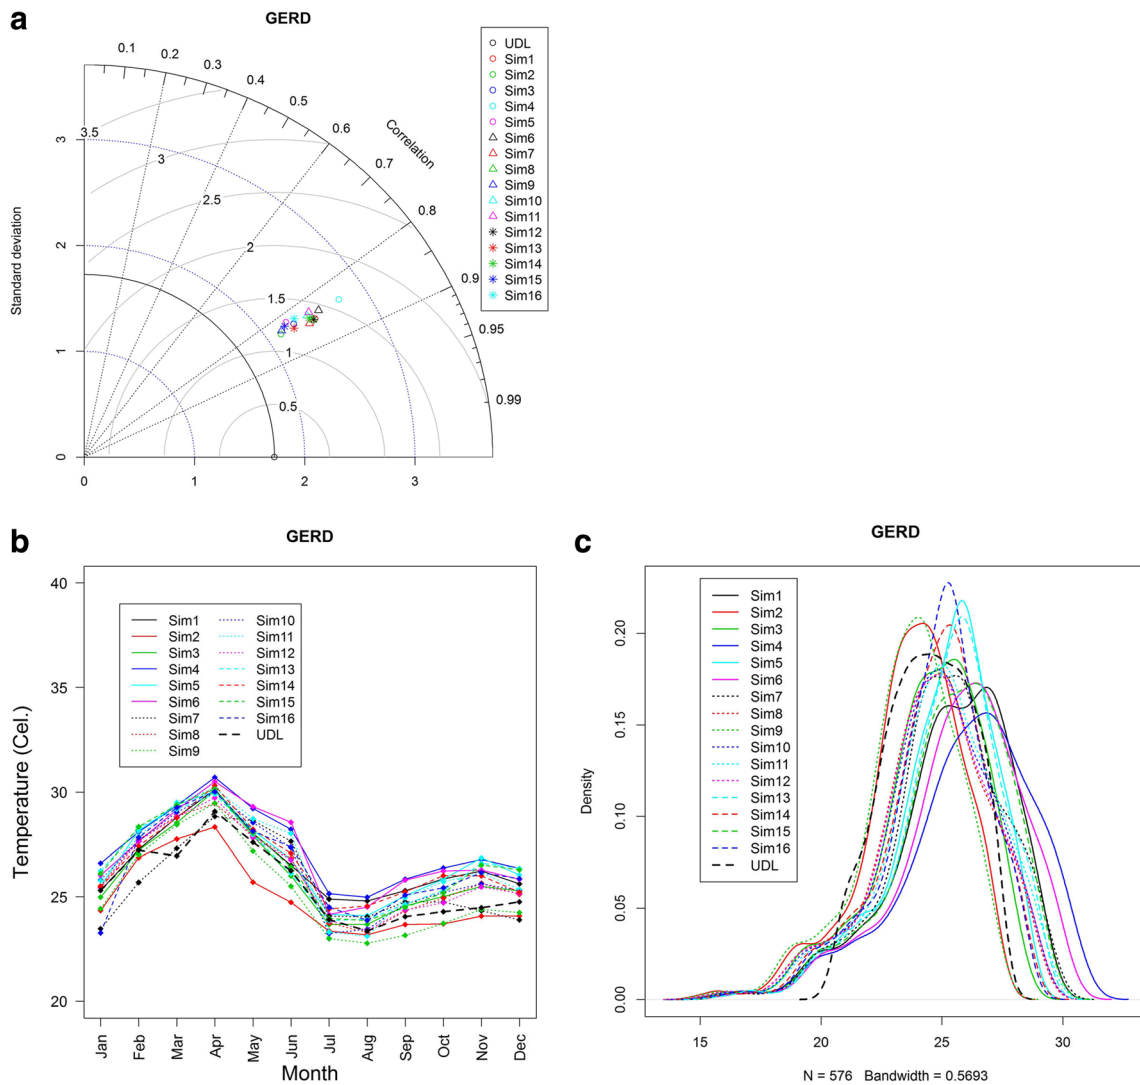 a
GERD
0.1
0.2
0.3
0.4
0.5
0.6
0.7
0.8
0.9
0.95
0.99
Correlation
UDL
Sim1
Sim2
Sim3
Sim4
Sim5
Sim6
Sim7
Sim8
Sim9
Sim10
Sim11
Sim12
Sim13
Sim14
Sim15
Sim16
Standard deviation
3
2
1
0
3.5
3
2.5
2
1.5
1
0.5
0
1
2
3
b
GERD
Temperature (Cel.)
40
35
30
25
20
Sim1
Sim2
Sim3
Sim4
Sim5
Sim6
Sim7
Sim8
Sim9
Sim10
Sim11
Sim12
Sim13
Sim14
Sim15
Sim16
UDL
Jan
Feb
Mar
Apr
May
Jun
Jul
Aug
Sep
Oct
Nov
Dec
Month
c
GERD
Density
0.20
0.15
0.10
0.05
0.00
Sim1
Sim2
Sim3
Sim4
Sim5
Sim6
Sim7
Sim8
Sim9
Sim10
Sim11
Sim12
Sim13
Sim14
Sim15
Sim16
UDL
15
20
25
30
N = 576 Bandwidth = 0.5693